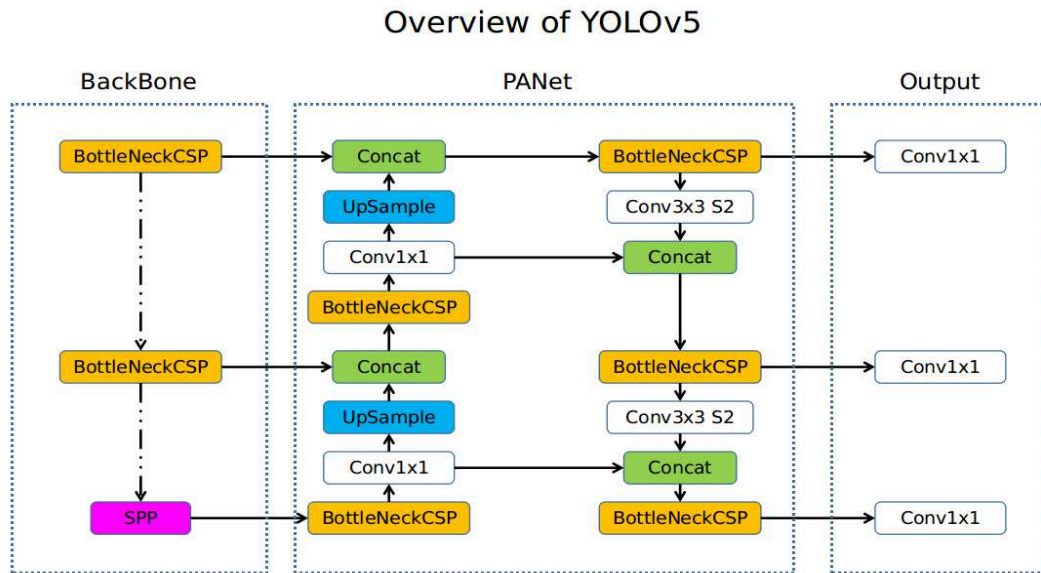 Overview of YOLOv5
BackBone
PANet
Output
BottleNeckCSP
Concat
BottleNeckCSP
Conv1x1
UpSample
Conv3x3 S2
Conv1x1
Concat
BottleNeckCSP
BottleNeckCSP
Concat
BottleNeckCSP
Conv1x1
UpSample
Conv3x3 S2
Conv1x1
Concat
SPP
BottleNeckCSP
BottleNeckCSP
Conv1x1